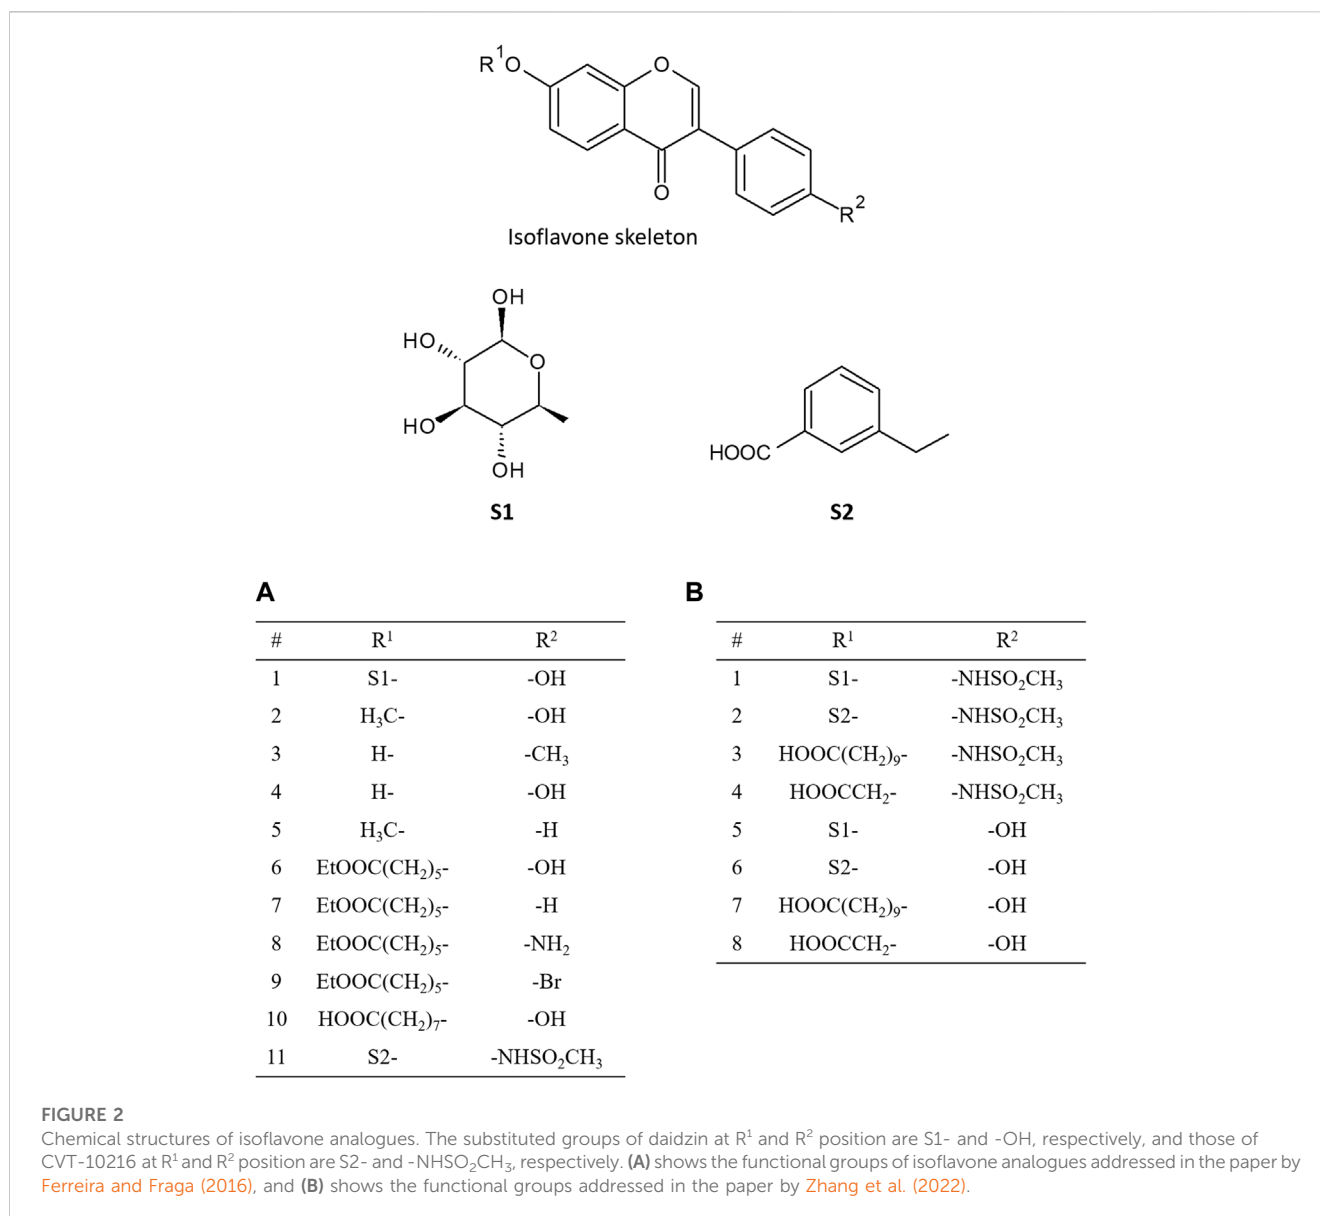 R¹O
O
O
R²
Isoflavone skeleton
OH
HO
O
HO
OH
HOOC
S1
S2
A
B
# R¹ R²
1 S1- -OH
2 H₃C- -OH
3 H- -CH₃
4 H- -OH
5 H₃C- -H
6 EtOOC(CH₂)₅- -OH
7 EtOOC(CH₂)₅- -H
8 EtOOC(CH₂)₅- -NH₂
9 EtOOC(CH₂)₅- -Br
10 HOOC(CH₂)₇- -OH
11 S2- -NHSO₂CH₃
# R¹ R²
1 S1- -NHSO₂CH₃
2 S2- -NHSO₂CH₃
3 HOOC(CH₂)₉- -NHSO₂CH₃
4 HOOCCH₂- -NHSO₂CH₃
5 S1- -OH
6 S2- -OH
7 HOOC(CH₂)₉- -OH
8 HOOCCH₂- -OH
FIGURE 2
Chemical structures of isoflavone analogues. The substituted groups of daidzin at R¹ and R² position are S1- and -OH, respectively, and those of
CVT-10216 at R¹ and R² position are S2- and -NHSO₂CH₃, respectively. (A) shows the functional groups of isoflavone analogues addressed in the paper by
Ferreira and Fraga (2016), and (B) shows the functional groups addressed in the paper by Zhang et al. (2022).